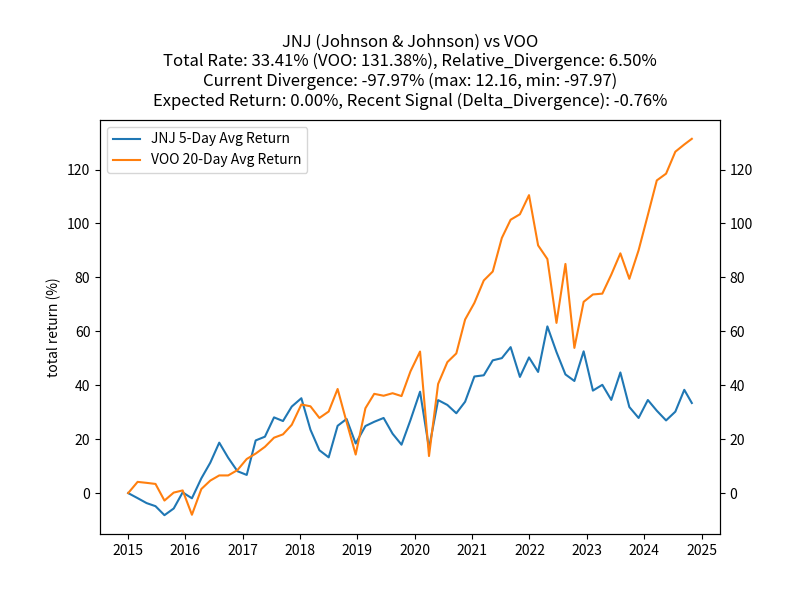 JNJ (Johnson & Johnson) vs VOO
Total Rate: 33.41% (VOO: 131.38%), Relative_Divergence: 6.50%
Current Divergence: -97.97% (max: 12.16, min: -97.97)
Expected Return: 0.00%, Recent Signal (Delta_Divergence): -0.76%
JNJ 5-Day Avg Return
VOO 20-Day Avg Return
120 120
100 100
80 80
60 60
40 40
20 20
0 0
total return (%)
2015 2016 2017 2018 2019 2020 2021 2022 2023 2024 2025